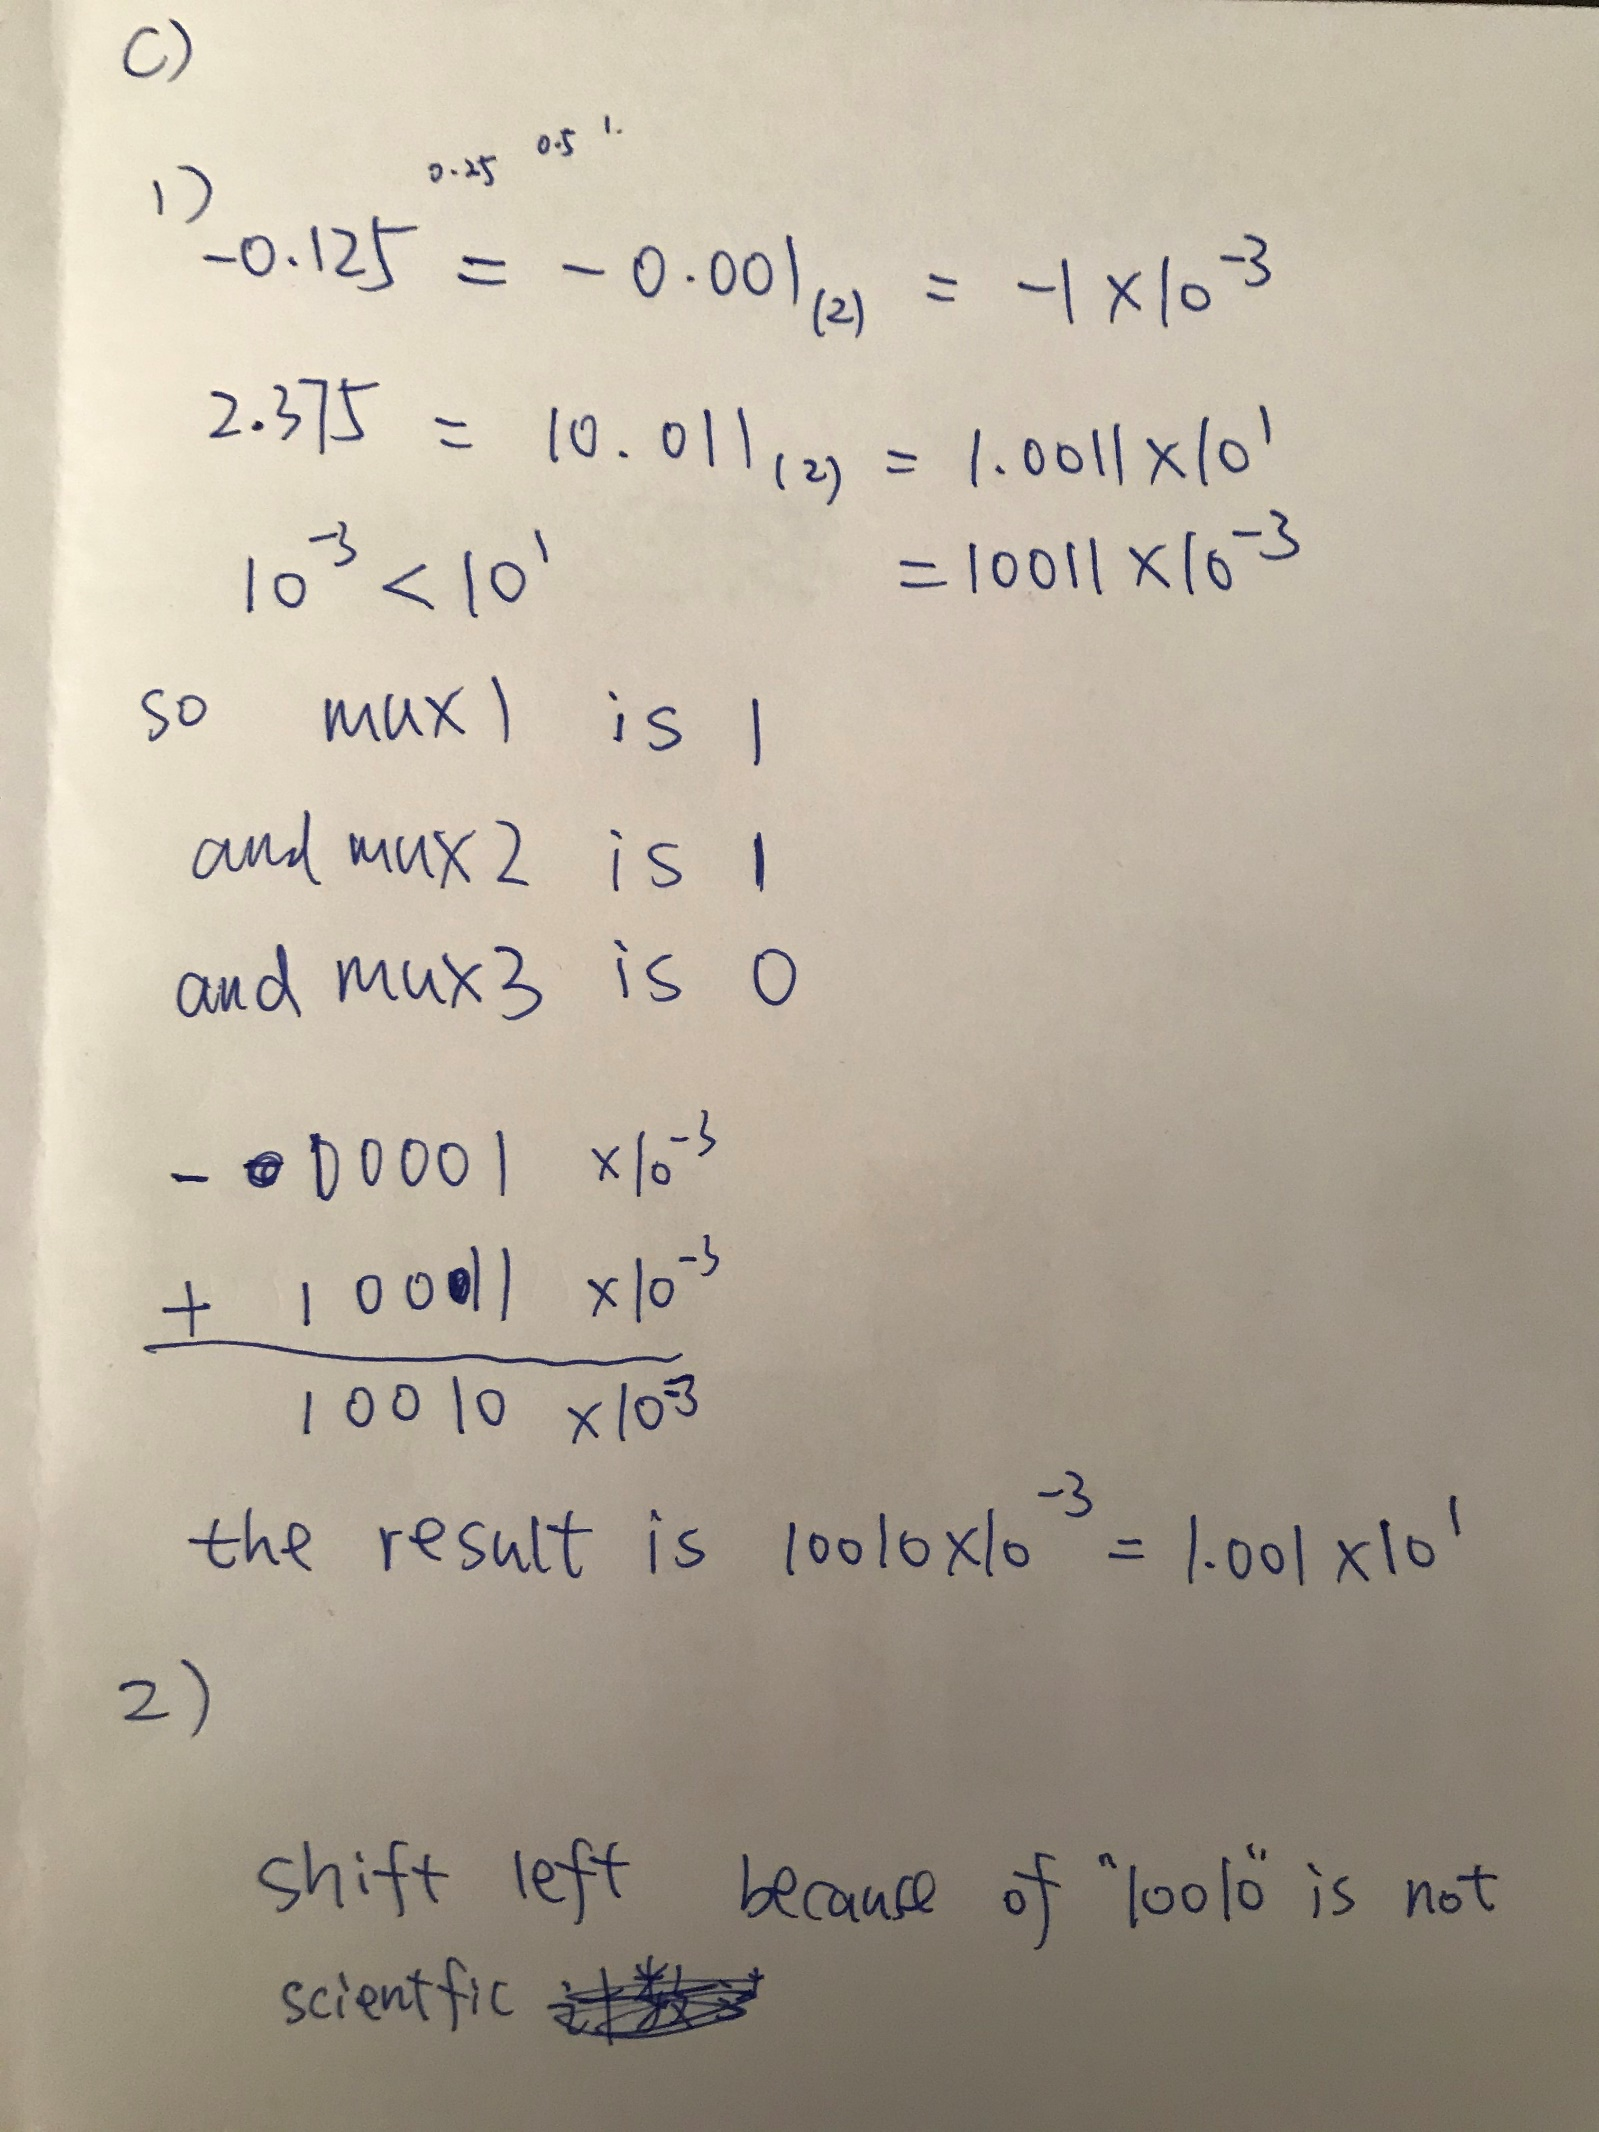 C)
0.25 0.5 1.
1)
-0.125 = -0.001(2) = -1×10^-3
2.375 = 10.011(2) = 1.0011×10^1
10^-3 < 10^1 = 10011×10^-3
so mux1 is 1
and mux2 is 1
and mux3 is 0
- 00001 ×10^-3
+ 10011 ×10^-3
10010 ×10^-3
the result is 10010×10^-3 = 1.001×10^1
2)
shift left because of "10010" is not
scientfic